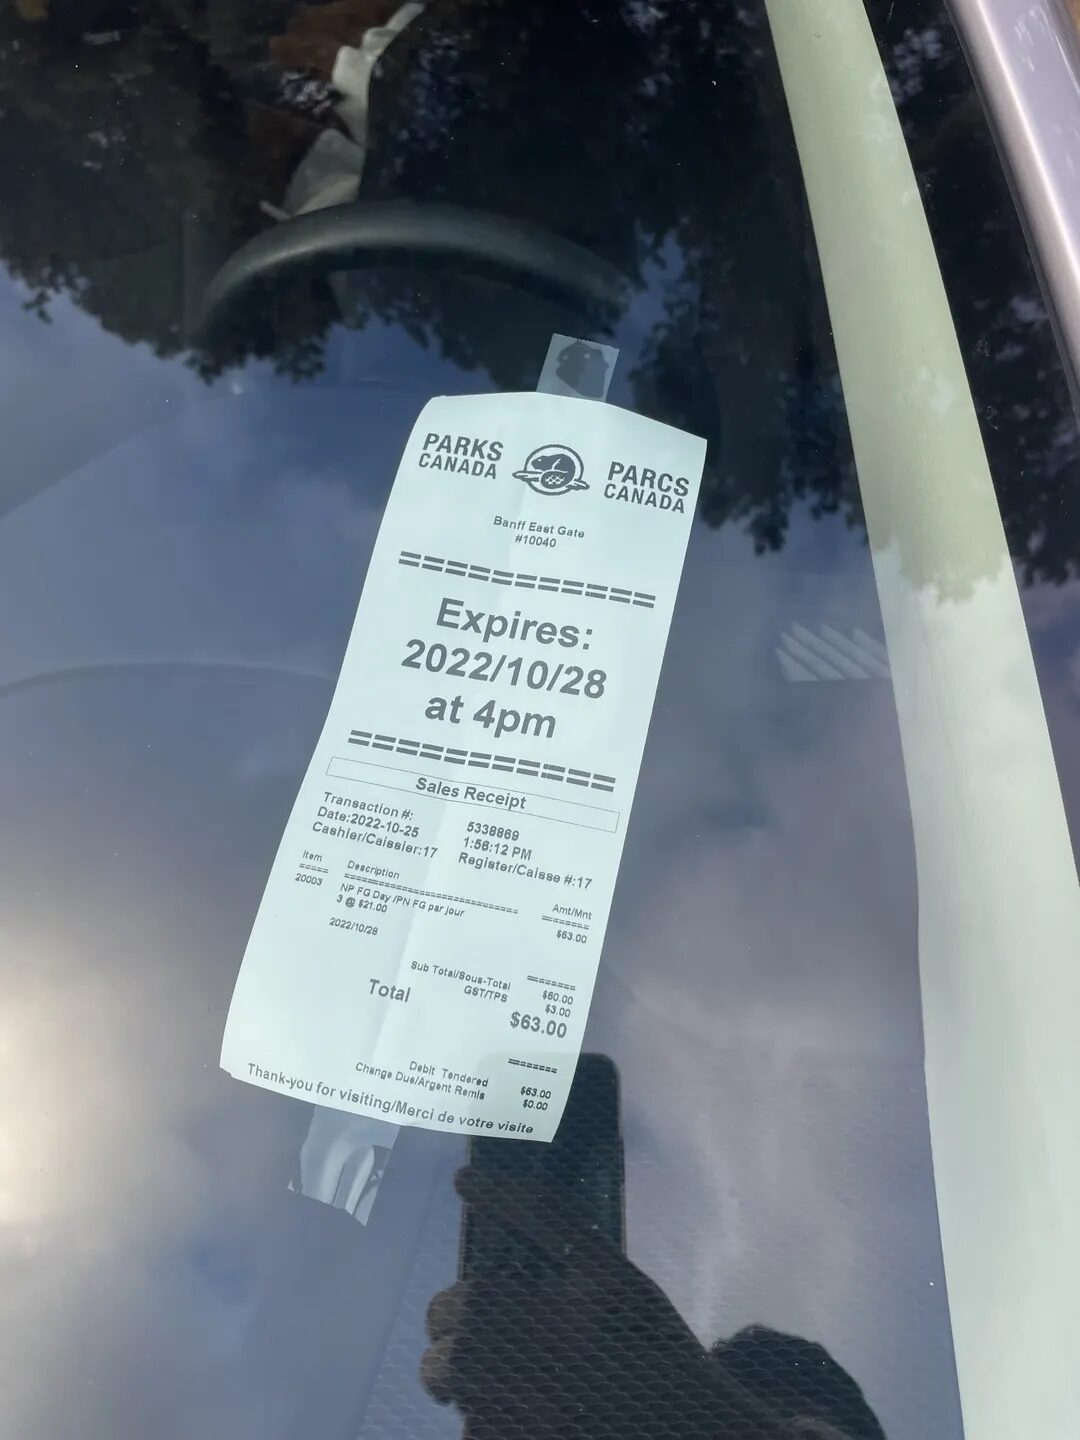 PARKS CANADA PARCS CANADA
Banff East Gate
#10040
===========
Expires:
2022/10/28
at 4pm
===========
Sales Receipt
Transaction #: 5338869
Date:2022-10-25 1:56:12 PM
Cashier/Caissier:17 Register/Caisse #:17
Item Description Amt/Mnt
20003 NP FG Day /PN FG par jour
3 @ $21.00 $63.00
2022/10/28
Sub Total/Sous-Total $60.00
GST/TPS $3.00
Total $63.00
Debit Tendered $63.00
Change Due/Argent Remis $0.00
Thank-you for visiting/Merci de votre visite